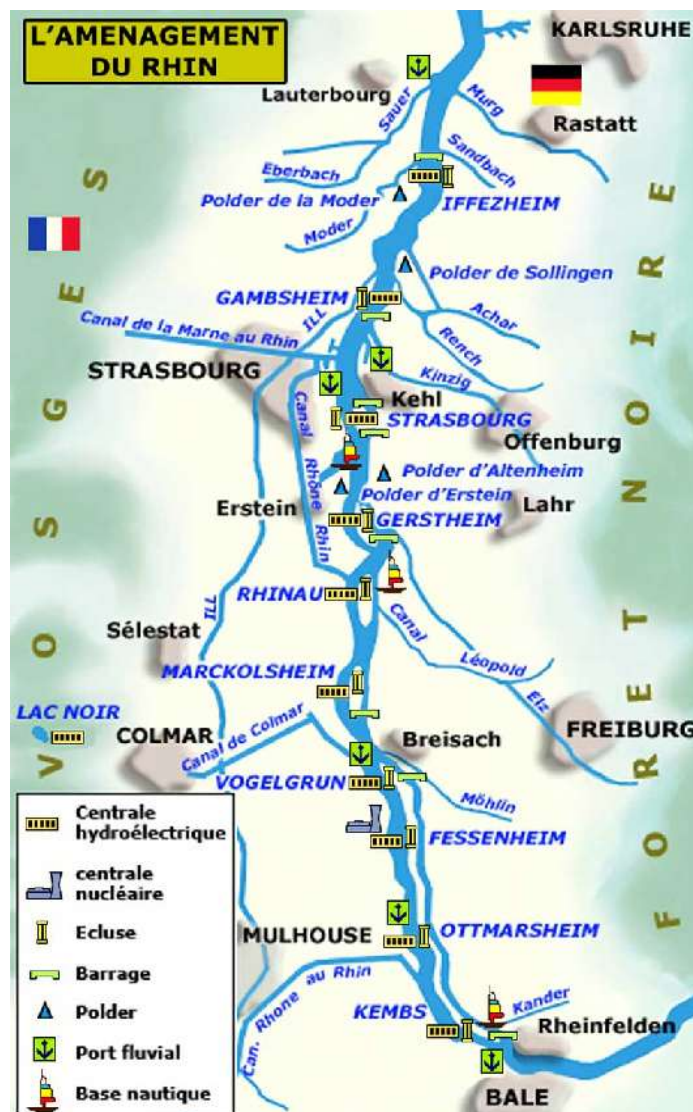 L'AMENAGEMENT
DU RHIN
KARLSRUHE
Lauterbourg
Sauer
Murg
Rastatt
Eberbach
Sandbach
Polder de la Moder
IFFEZHEIM
Moder
Polder de Sollingen
GAMBSHEIM
ILL
Achar
Canal de la Marne au Rhin
Rench
STRASBOURG
Kinzig
Kehl
STRASBOURG
Offenburg
Canal Rhône Rhin
Polder d'Altenheim
Polder d'Erstein
Erstein
Lahr
GERSTHEIM
RHINAU
ILL
Canal
Léopold
Sélestat
Elz
MARCKOLSHEIM
LAC NOIR
COLMAR
Canal de Colmar
FREIBURG
Breisach
VOGELGRUN
Möhlin
FESSENHEIM
OTTMARSHEIM
MULHOUSE
Can. Rhone au Rhin
KEMBS
Kander
Rheinfelden
BALE
VOSGES
FORET NOIRE
Centrale
hydroélectrique
centrale
nucléaire
Ecluse
Barrage
Polder
Port fluvial
Base nautique